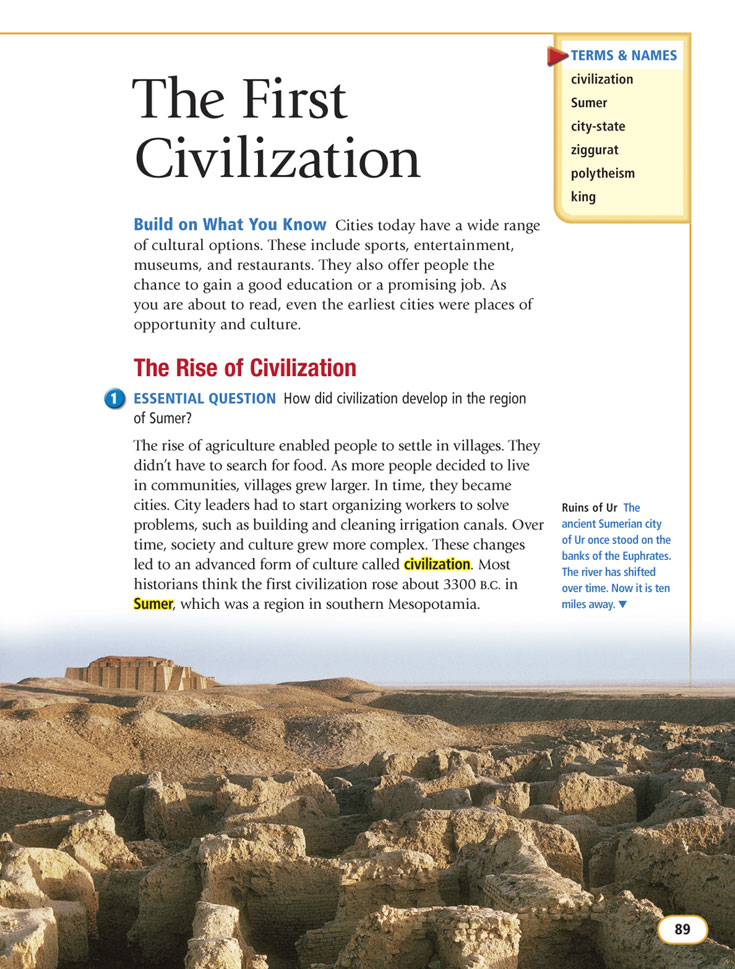 The First
Civilization
TERMS & NAMES
civilization
Sumer
city-state
ziggurat
polytheism
king
Build on What You Know Cities today have a wide range
of cultural options. These include sports, entertainment,
museums, and restaurants. They also offer people the
chance to gain a good education or a promising job. As
you are about to read, even the earliest cities were places of
opportunity and culture.
The Rise of Civilization
1 ESSENTIAL QUESTION How did civilization develop in the region
of Sumer?
The rise of agriculture enabled people to settle in villages. They
didn't have to search for food. As more people decided to live
in communities, villages grew larger. In time, they became
cities. City leaders had to start organizing workers to solve
problems, such as building and cleaning irrigation canals. Over
time, society and culture grew more complex. These changes
led to an advanced form of culture called civilization. Most
historians think the first civilization rose about 3300 B.C. in
Sumer, which was a region in southern Mesopotamia.
Ruins of Ur The
ancient Sumerian city
of Ur once stood on the
banks of the Euphrates.
The river has shifted
over time. Now it is ten
miles away. ▼
89